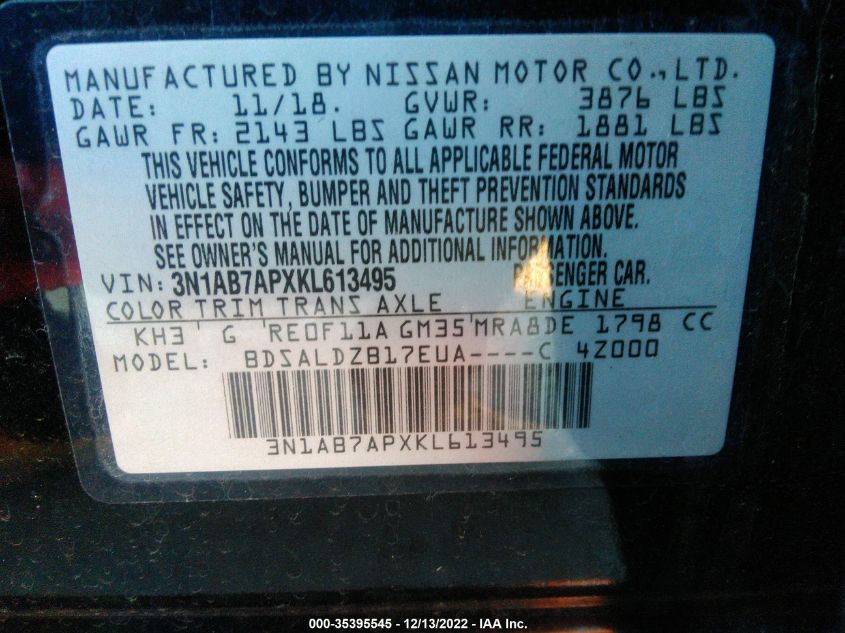 MANUFACTURED BY NISSAN MOTOR CO.,LTD.
DATE: 11/18. GVWR: 3876 LBS
GAWR FR: 2143 LBS GAWR RR: 1881 LBS
THIS VEHICLE CONFORMS TO ALL APPLICABLE FEDERAL MOTOR
VEHICLE SAFETY, BUMPER AND THEFT PREVENTION STANDARDS
IN EFFECT ON THE DATE OF MANUFACTURE SHOWN ABOVE.
SEE OWNER'S MANUAL FOR ADDITIONAL INFORMATION.
VIN: 3N1AB7APXKL613495 PASSENGER CAR.
COLOR TRIM TRANS AXLE ENGINE
KH3 G RE0F11A GM35 MRA8DE 1798 CC
MODEL: BDSALDZB17EUA----C 4Z000
3N1AB7APXKL613495
000-35395545 - 12/13/2022 - IAA Inc.